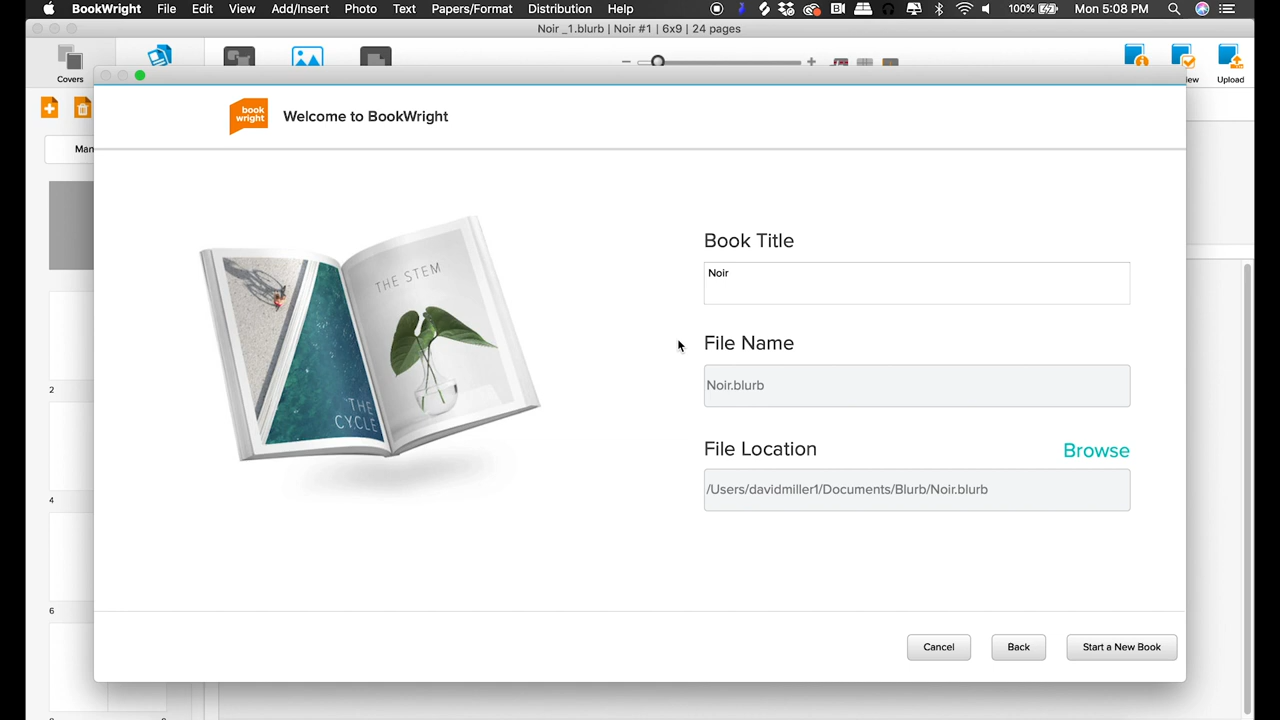 BookWright File Edit View Add/Insert Photo Text Papers/Format Distribution Help 100% Mon 5:08 PM
Noir _1.blurb | Noir #1 | 6x9 | 24 pages
Covers
Upload
book
wright
Welcome to BookWright
THE STEM
THE
CYCLE
Book Title
Noir
File Name
Noir.blurb
File Location Browse
/Users/davidmiller1/Documents/Blurb/Noir.blurb
2
4
6
Cancel Back Start a New Book